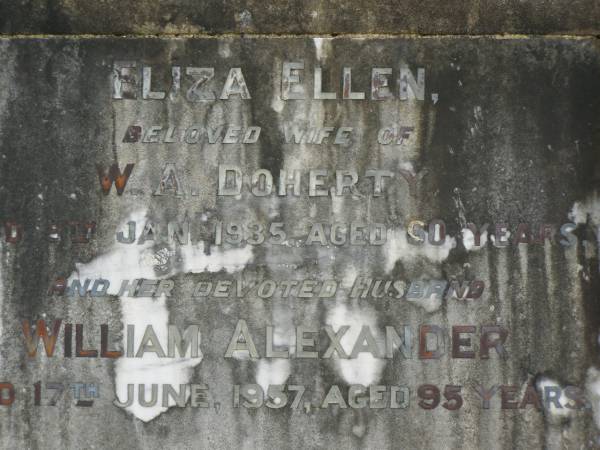 ELIZA ELLEN,
BELOVED WIFE OF
W. A. DOHERTY
JAN. 1935, AGED YEARS.
AND HER DEVOTED HUSBAND
WILLIAM ALEXANDER
D 17TH JUNE, 1957, AGED 95 YEARS.